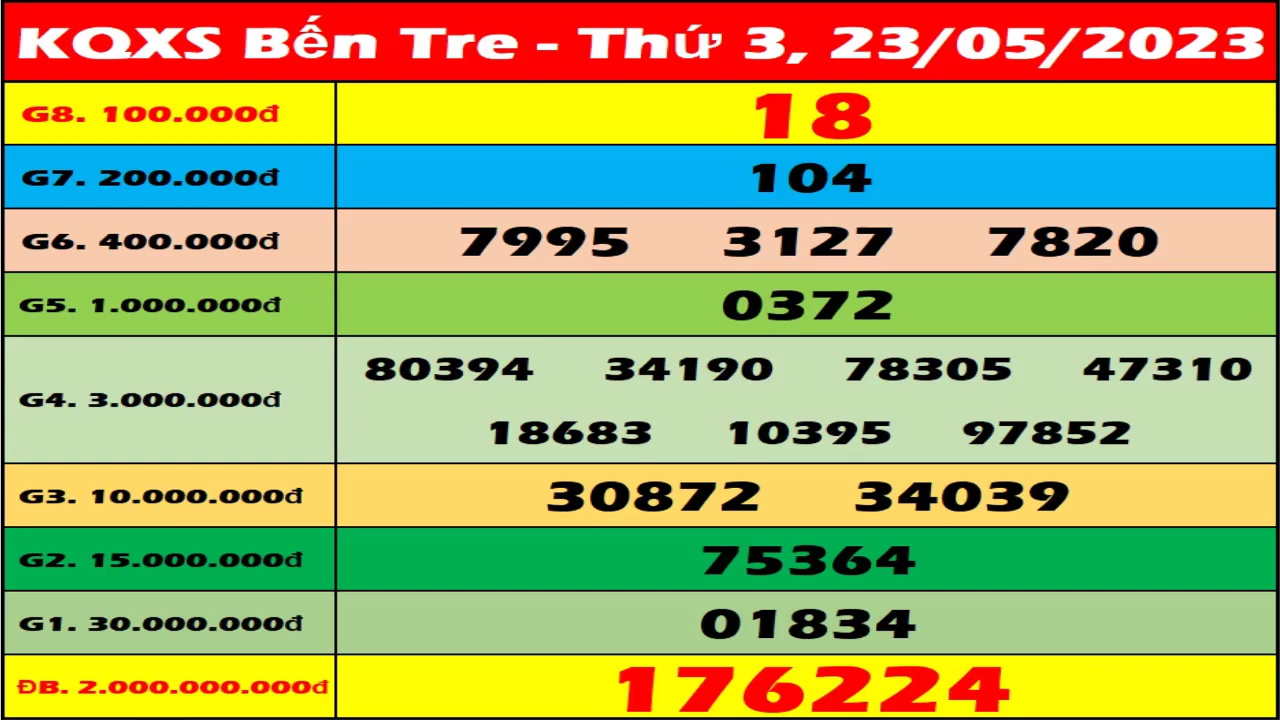 KQXS Bến Tre - Thứ 3, 23/05/2023
G8. 100.000đ 18
G7. 200.000đ 104
G6. 400.000đ 7995 3127 7820
G5. 1.000.000đ 0372
G4. 3.000.000đ 80394 34190 78305 47310
18683 10395 97852
G3. 10.000.000đ 30872 34039
G2. 15.000.000đ 75364
G1. 30.000.000đ 01834
ĐB. 2.000.000.000đ 176224